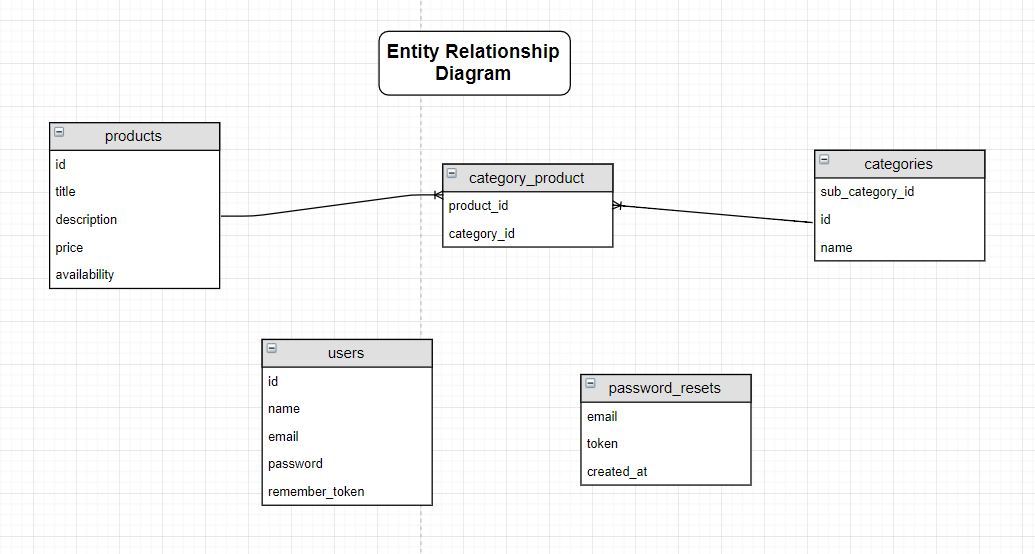 Entity Relationship
Diagram
products
id
title
description
price
availability
category_product
product_id
category_id
categories
sub_category_id
id
name
users
id
name
email
password
remember_token
password_resets
email
token
created_at